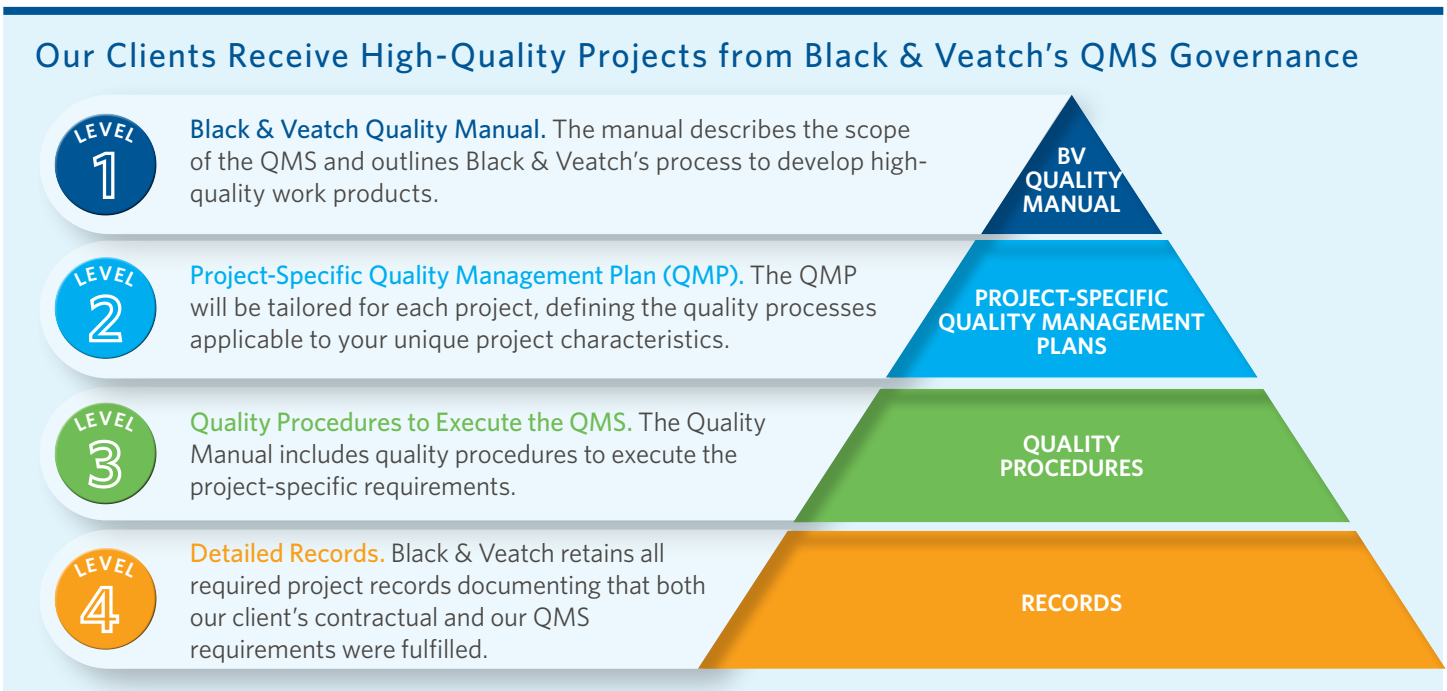 Our Clients Receive High-Quality Projects from Black & Veatch's QMS Governance
LEVEL
1
Black & Veatch Quality Manual. The manual describes the scope
of the QMS and outlines Black & Veatch's process to develop high-
quality work products.
BV
QUALITY
MANUAL
LEVEL
2
Project-Specific Quality Management Plan (QMP). The QMP
will be tailored for each project, defining the quality processes
applicable to your unique project characteristics.
PROJECT-SPECIFIC
QUALITY MANAGEMENT
PLANS
LEVEL
3
Quality Procedures to Execute the QMS. The Quality
Manual includes quality procedures to execute the
project-specific requirements.
QUALITY
PROCEDURES
LEVEL
4
Detailed Records. Black & Veatch retains all
required project records documenting that both
our client's contractual and our QMS
requirements were fulfilled.
RECORDS